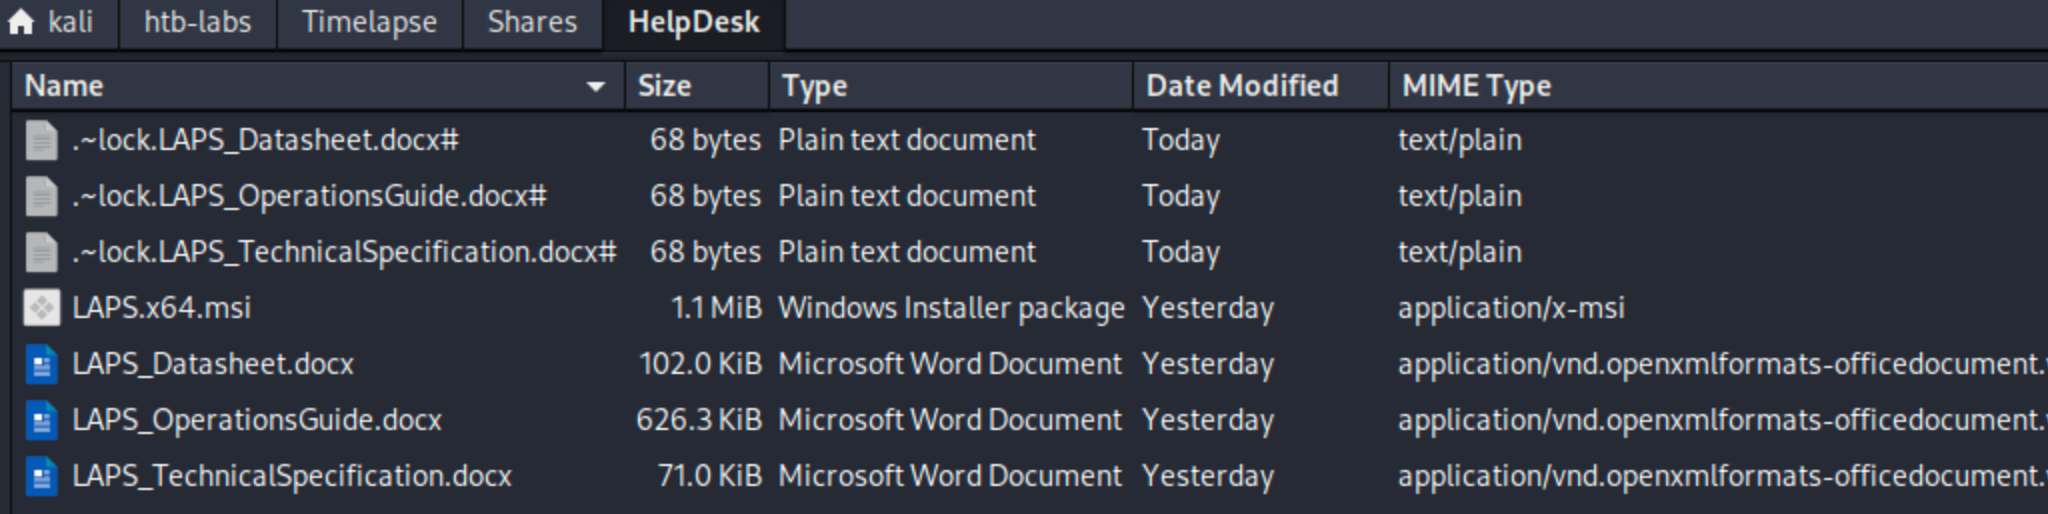 kali htb-labs Timelapse Shares HelpDesk
Name Size Type Date Modified MIME Type
.~lock.LAPS_Datasheet.docx# 68 bytes Plain text document Today text/plain
.~lock.LAPS_OperationsGuide.docx# 68 bytes Plain text document Today text/plain
.~lock.LAPS_TechnicalSpecification.docx# 68 bytes Plain text document Today text/plain
LAPS.x64.msi 1.1 MiB Windows Installer package Yesterday application/x-msi
LAPS_Datasheet.docx 102.0 KiB Microsoft Word Document Yesterday application/vnd.openxmlformats-officedocument.
LAPS_OperationsGuide.docx 626.3 KiB Microsoft Word Document Yesterday application/vnd.openxmlformats-officedocument.
LAPS_TechnicalSpecification.docx 71.0 KiB Microsoft Word Document Yesterday application/vnd.openxmlformats-officedocument.